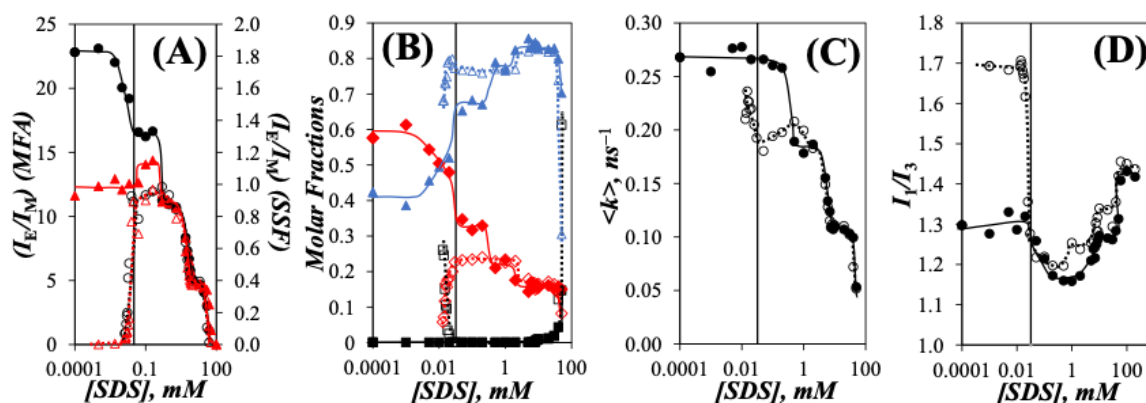 (A)
(I_E/I_M) (MFA)
25
20
15
10
5
0
2.0
1.8
1.6
1.4
1.2
1.0
0.8
0.6
0.4
0.2
0.0
(I_E/I_M) (SSF)
0.0001 0.1 100
[SDS], mM
(B)
Molar Fractions
0.9
0.8
0.7
0.6
0.5
0.4
0.3
0.2
0.1
0
0.0001 0.01 1 100
[SDS], mM
(C)
<k>, ns⁻¹
0.30
0.25
0.20
0.15
0.10
0.05
0.00
0.0001 0.01 1 100
[SDS], mM
(D)
I₁/I₃
1.8
1.7
1.6
1.5
1.4
1.3
1.2
1.1
1.0
0.0001 0.01 1 100
[SDS], mM